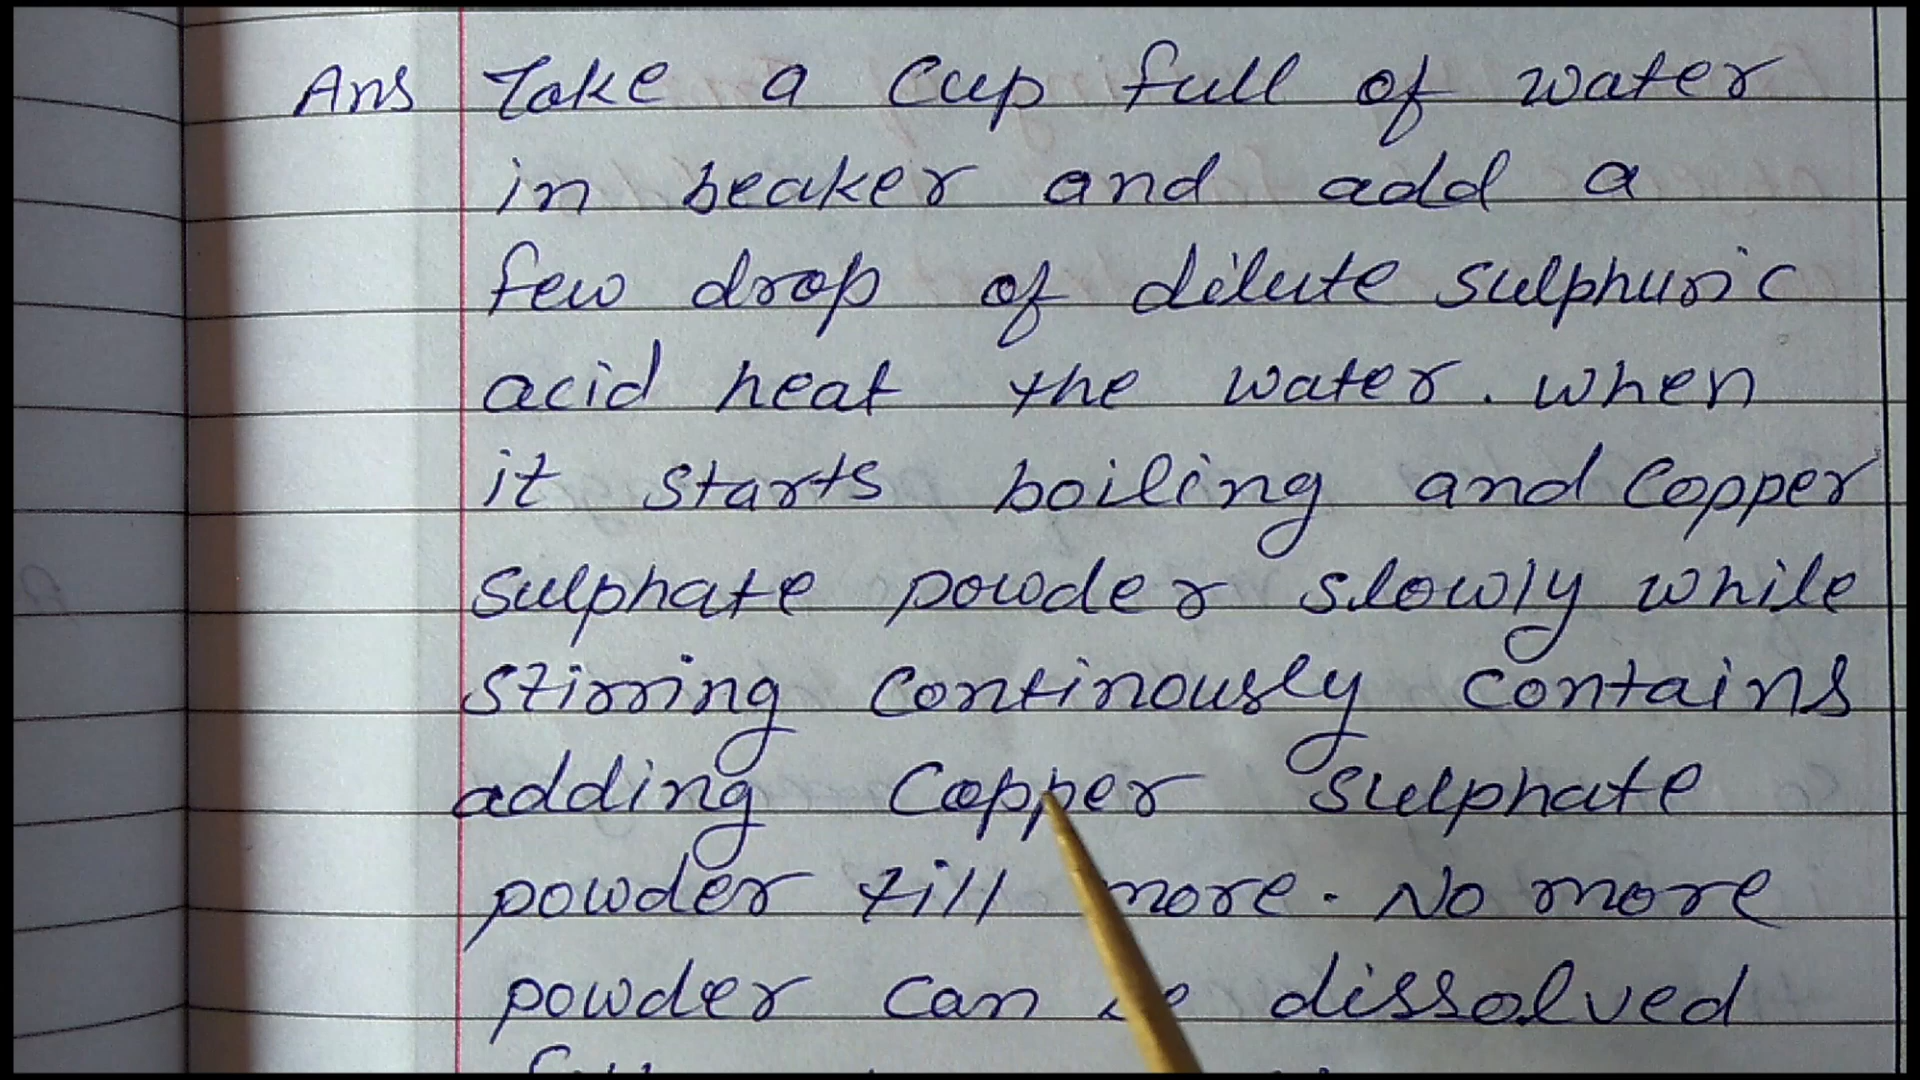 Ans Take a Cup full of water
in beaker and add a
few drop of dilute sulphuric
acid heat the water. when
it starts boiling and Copper
sulphate powder slowly while
stirring continously contains
adding Copper sulphate
powder till more. No more
powder can dissolved